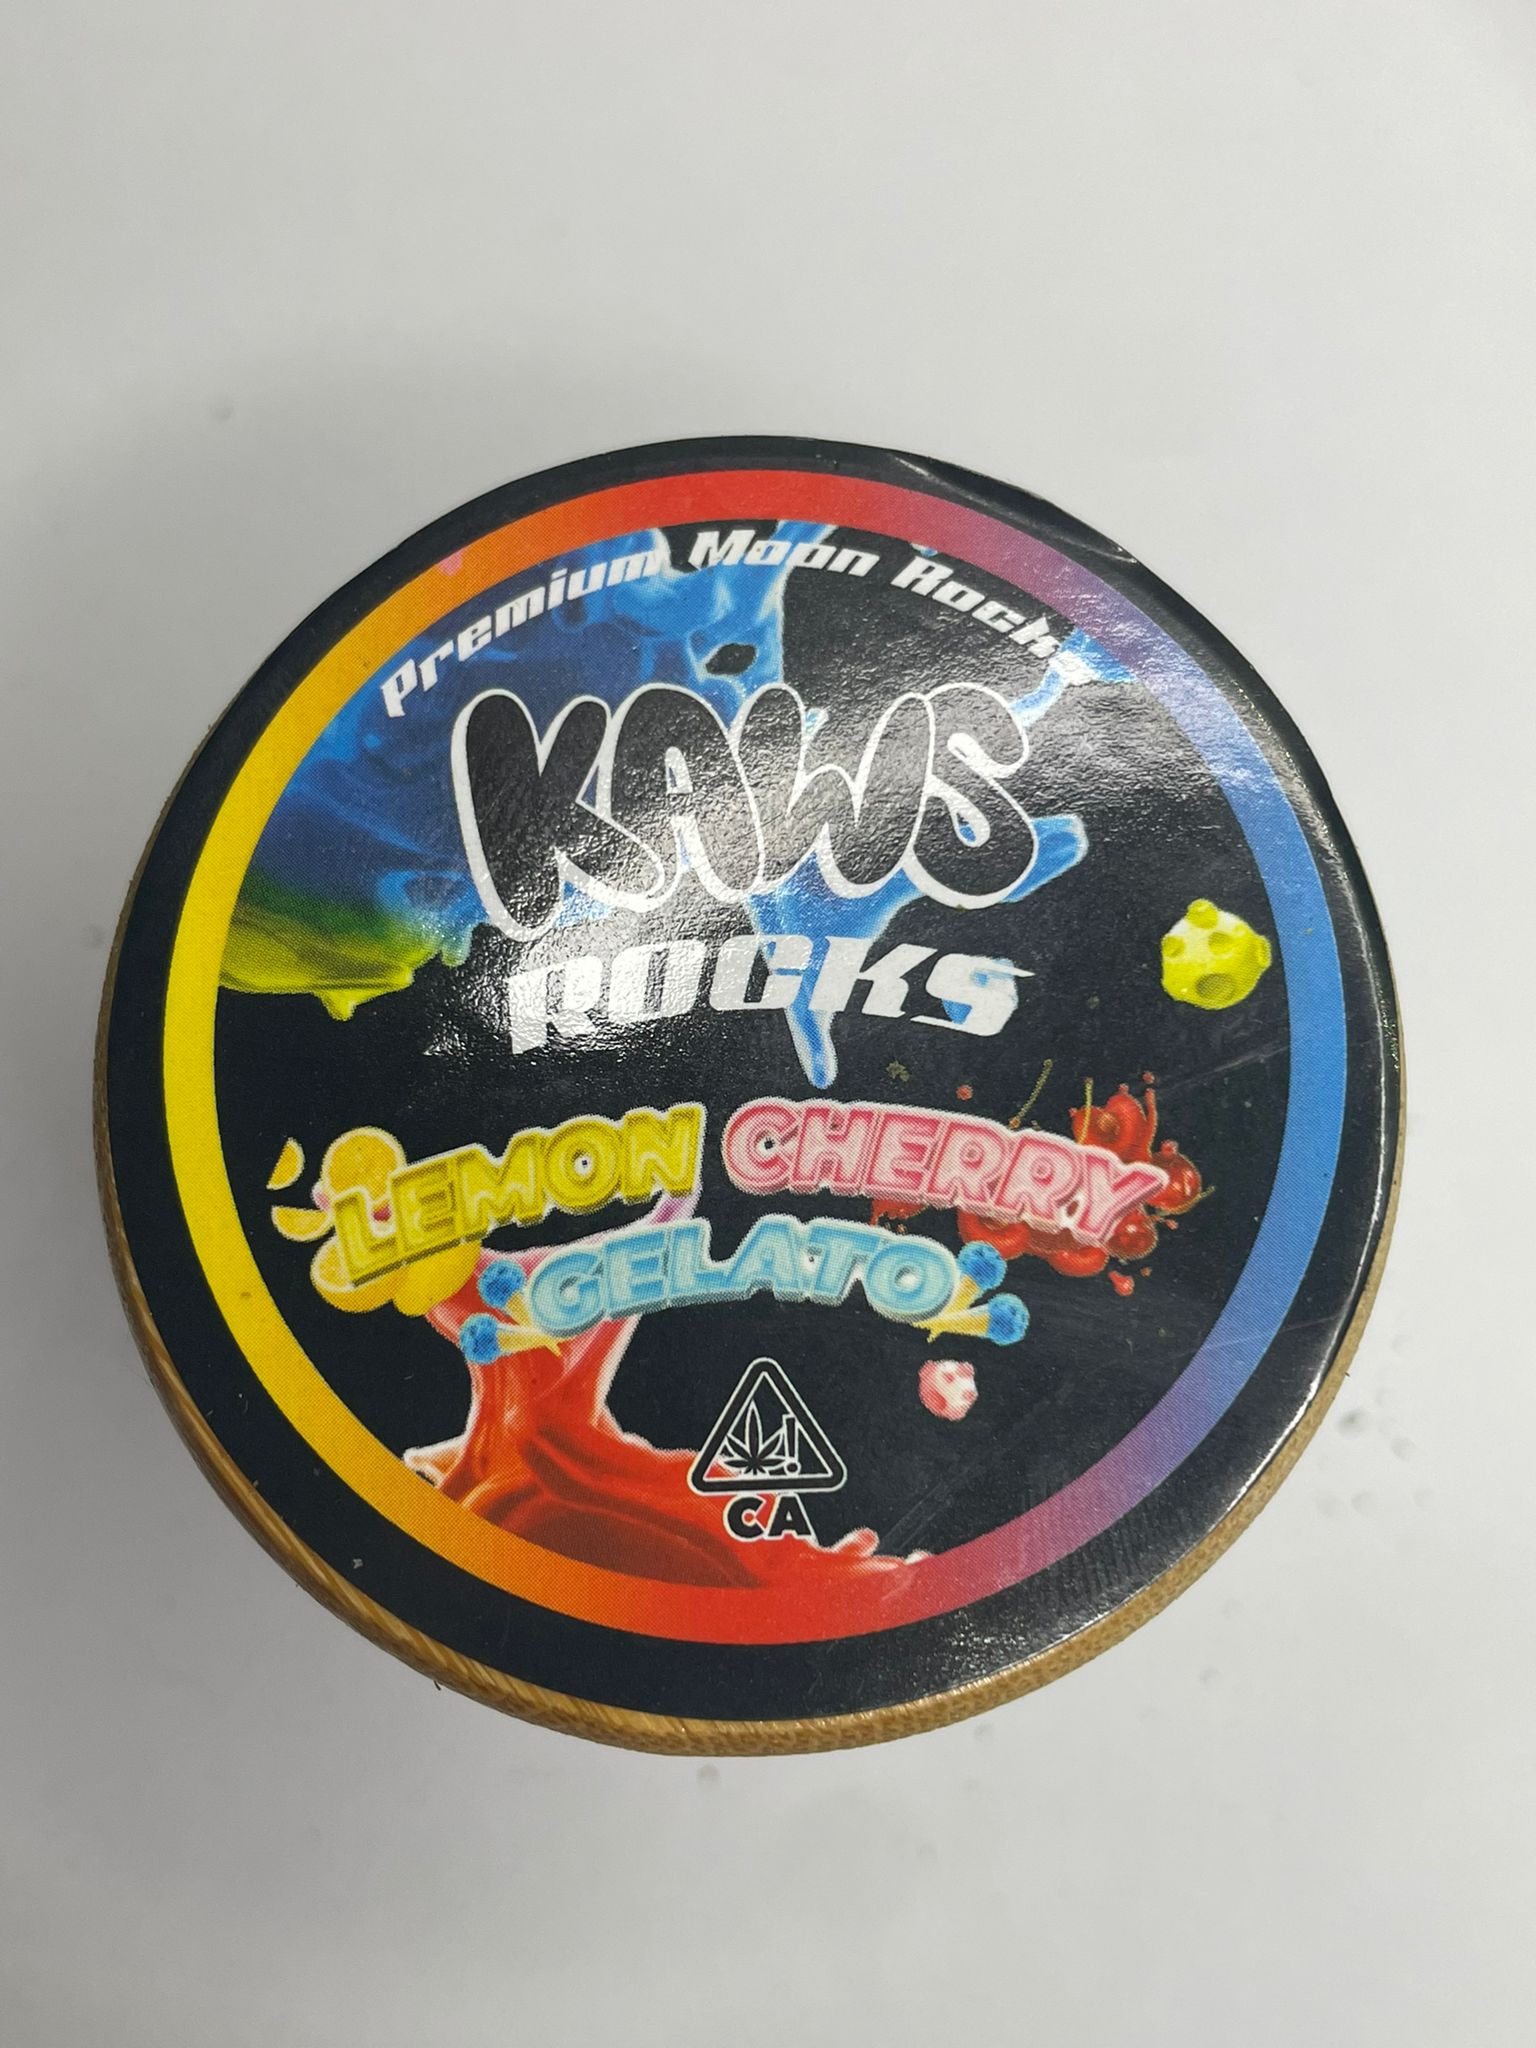 Premium Moon Rocks
KAWS
ROCKS
LEMON CHERRY
GELATO
!
CA